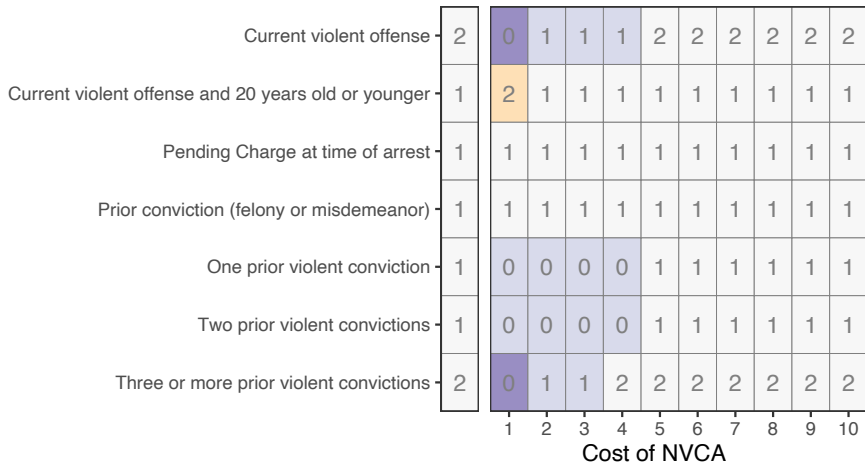 Current violent offense 2 0 1 1 1 2 2 2 2 2 2
Current violent offense and 20 years old or younger 1 2 1 1 1 1 1 1 1 1 1
Pending Charge at time of arrest 1 1 1 1 1 1 1 1 1 1 1
Prior conviction (felony or misdemeanor) 1 1 1 1 1 1 1 1 1 1 1
One prior violent conviction 1 0 0 0 0 1 1 1 1 1 1
Two prior violent convictions 1 0 0 0 0 1 1 1 1 1 1
Three or more prior violent convictions 2 0 1 1 2 2 2 2 2 2 2
1 2 3 4 5 6 7 8 9 10
Cost of NVCA